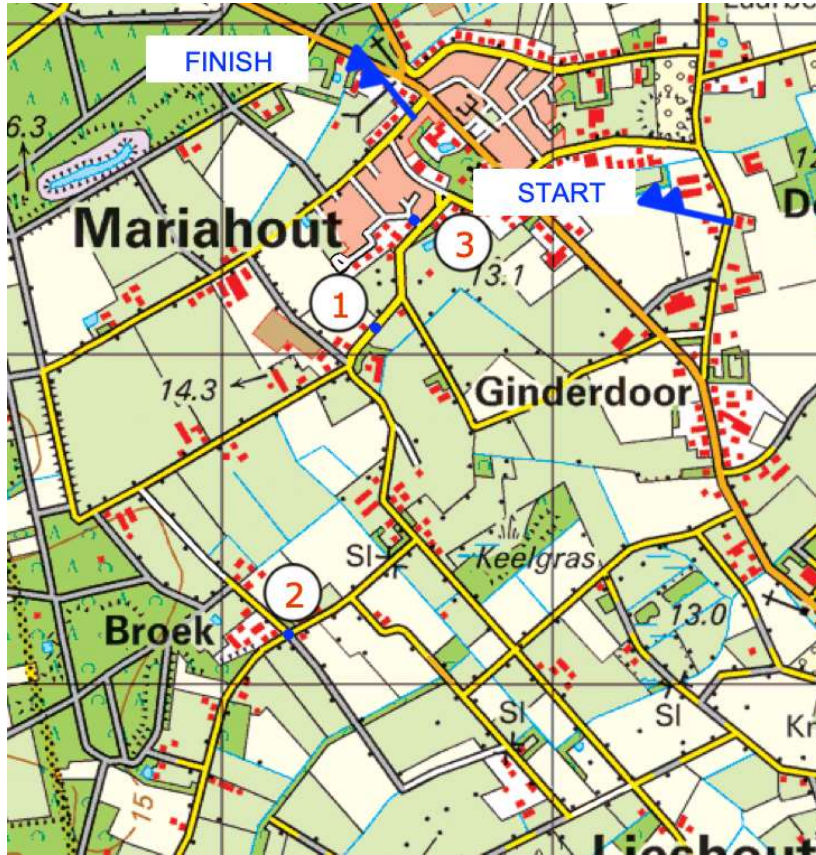 FINISH
6.3
START
Mariahout
3
13.1
1
14.3
Ginderdoor
Sl
Keelgras
2
13.0
Broek
Sl
Sl
Kr
15